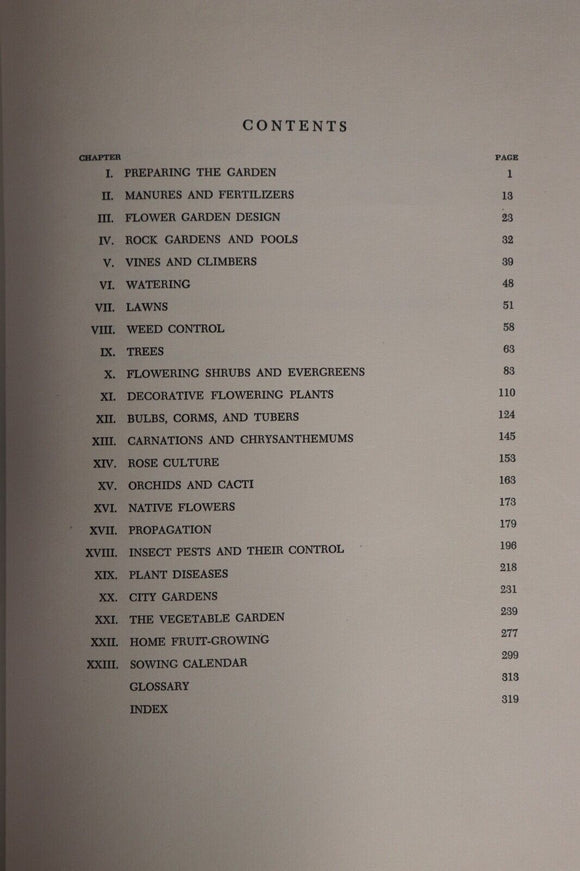 CONTENTS
CHAPTER PAGE
I. PREPARING THE GARDEN 1
II. MANURES AND FERTILIZERS 13
III. FLOWER GARDEN DESIGN 23
IV. ROCK GARDENS AND POOLS 32
V. VINES AND CLIMBERS 39
VI. WATERING 48
VII. LAWNS 51
VIII. WEED CONTROL 58
IX. TREES 63
X. FLOWERING SHRUBS AND EVERGREENS 83
XI. DECORATIVE FLOWERING PLANTS 110
XII. BULBS, CORMS, AND TUBERS 124
XIII. CARNATIONS AND CHRYSANTHEMUMS 145
XIV. ROSE CULTURE 153
XV. ORCHIDS AND CACTI 163
XVI. NATIVE FLOWERS 173
XVII. PROPAGATION 179
XVIII. INSECT PESTS AND THEIR CONTROL 196
XIX. PLANT DISEASES 218
XX. CITY GARDENS 231
XXI. THE VEGETABLE GARDEN 239
XXII. HOME FRUIT-GROWING 277
XXIII. SOWING CALENDAR 299
GLOSSARY 313
INDEX 319